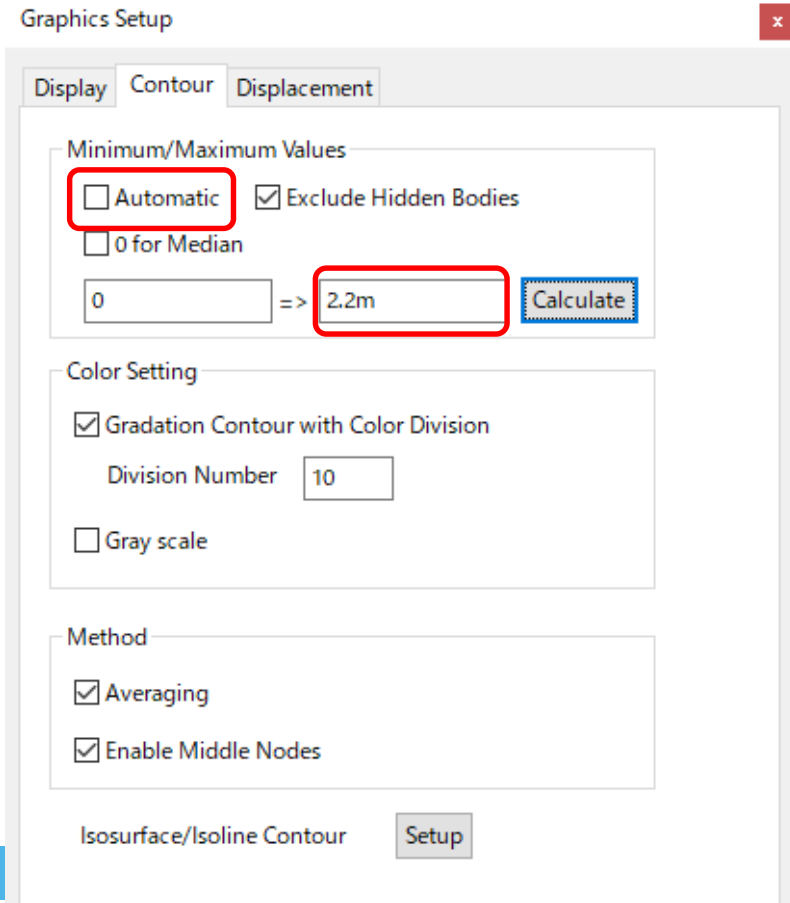 Graphics Setup
x
Display Contour Displacement
Minimum/Maximum Values
Automatic Exclude Hidden Bodies
0 for Median
0 => 2.2m Calculate
Color Setting
Gradation Contour with Color Division
Division Number 10
Gray scale
Method
Averaging
Enable Middle Nodes
Isosurface/Isoline Contour Setup